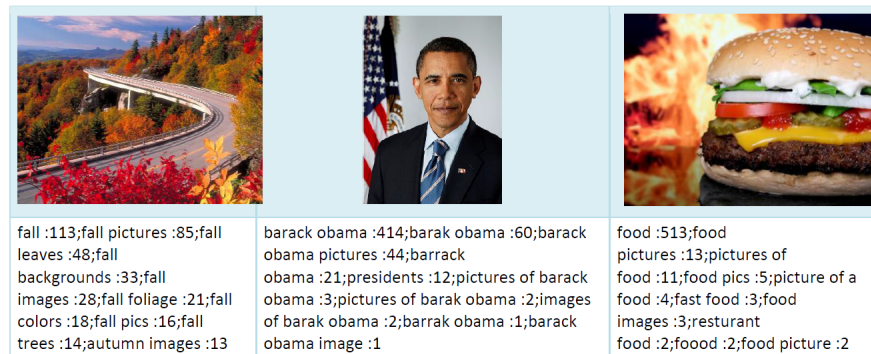 fall :113;fall pictures :85;fall
leaves :48;fall
backgrounds :33;fall
images :28;fall foliage :21;fall
colors :18;fall pics :16;fall
trees :14;autumn images :13
barack obama :414;barak obama :60;barack
obama pictures :44;barrack
obama :21;presidents :12;pictures of barack
obama :3;pictures of barak obama :2;images
of barak obama :2;barrak obama :1;barack
obama image :1
food :513;food
pictures :13;pictures of
food :11;food pics :5;picture of a
food :4;fast food :3;food
images :3;resturant
food :2;foood :2;food picture :2